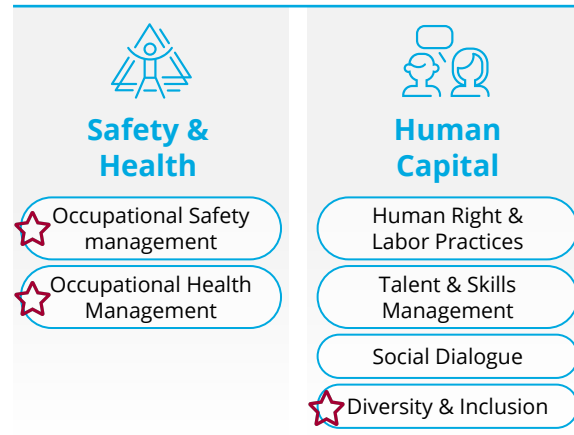 Safety &
Health
Occupational Safety
management
Occupational Health
Management
Human
Capital
Human Right &
Labor Practices
Talent & Skills
Management
Social Dialogue
Diversity & Inclusion